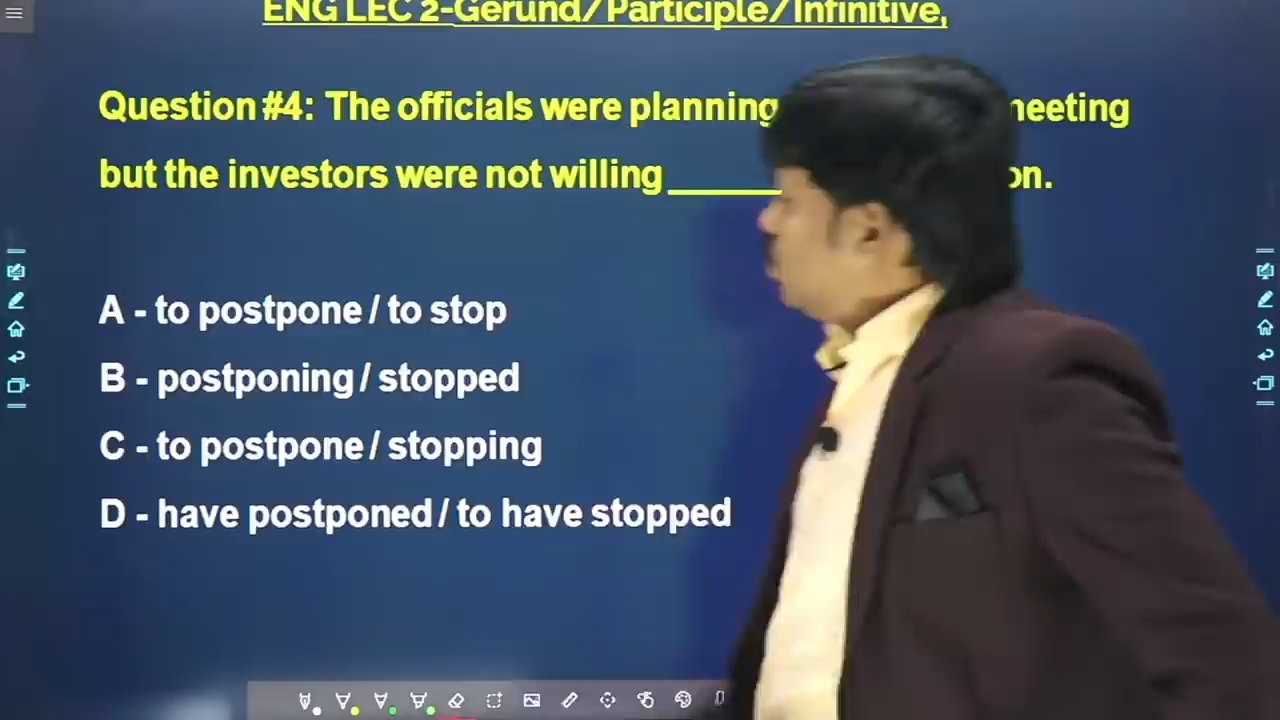 ENG LEC 2-Gerund/Participle/Infinitive,
Question #4: The officials were planning
but the investors were not willing ______ on.
A - to postpone / to stop
B - postponing / stopped
C - to postpone / stopping
D - have postponed / to have stopped